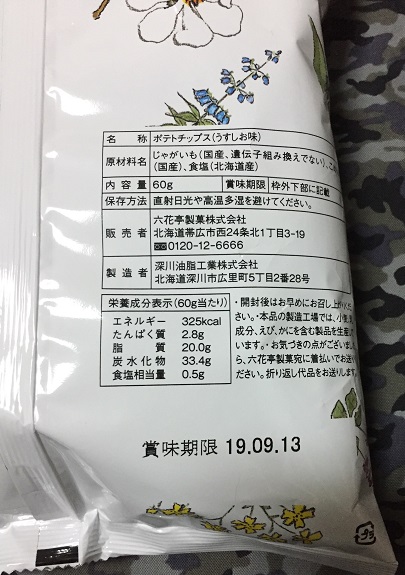 名 称 ポテトチップス(うすしお味)
原材料名 じゃがいも(国産、遺伝子組み換えでない)、こめ
(国産)、食塩(北海道産)
内容量 60g 賞味期限 枠外下部に記載
保存方法 直射日光や高温多湿を避けてください。
販売者 六花亭製菓株式会社
北海道帯広市西24条北1丁目3-19
0120-12-6666
製造者 深川油脂工業株式会社
北海道深川市広里町5丁目2番28号
栄養成分表示(60g当たり)
エネルギー 325kcal
たんぱく質 2.8g
脂質 20.0g
炭水化物 33.4g
食塩相当量 0.5g
・開封後はお早めにお召し上がりくださ
い。・本品の製造工場では、小麦、
成分、えび、かにを含む製品を生産し
ています。・お気づきの点がございまし
たら、六花亭製菓宛に着払いでお送り
ください。折り返し代品をお送りします。
賞味期限 19.09.13
プラ